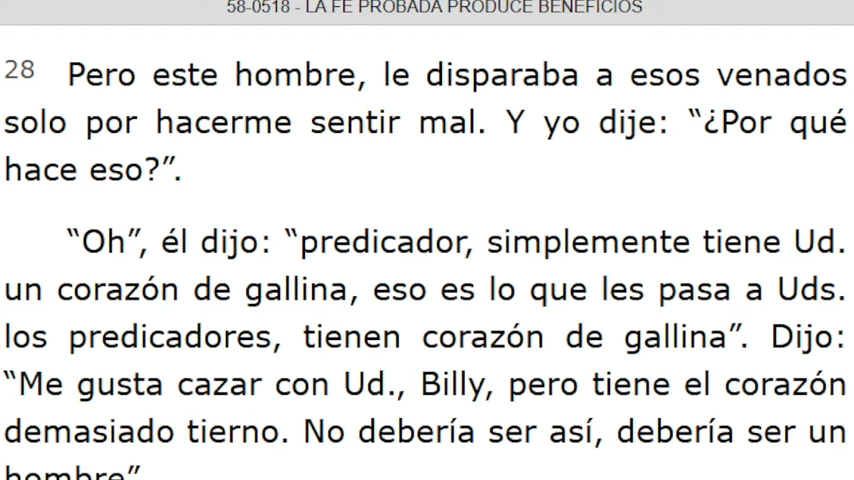 58-0518 - LA FE PROBADA PRODUCE BENEFICIOS
28 Pero este hombre, le disparaba a esos venados
solo por hacerme sentir mal. Y yo dije: “¿Por qué
hace eso?”.
“Oh”, él dijo: “predicador, simplemente tiene Ud.
un corazón de gallina, eso es lo que les pasa a Uds.
los predicadores, tienen corazón de gallina”. Dijo:
“Me gusta cazar con Ud., Billy, pero tiene el corazón
demasiado tierno. No debería ser así, debería ser un
hombre”